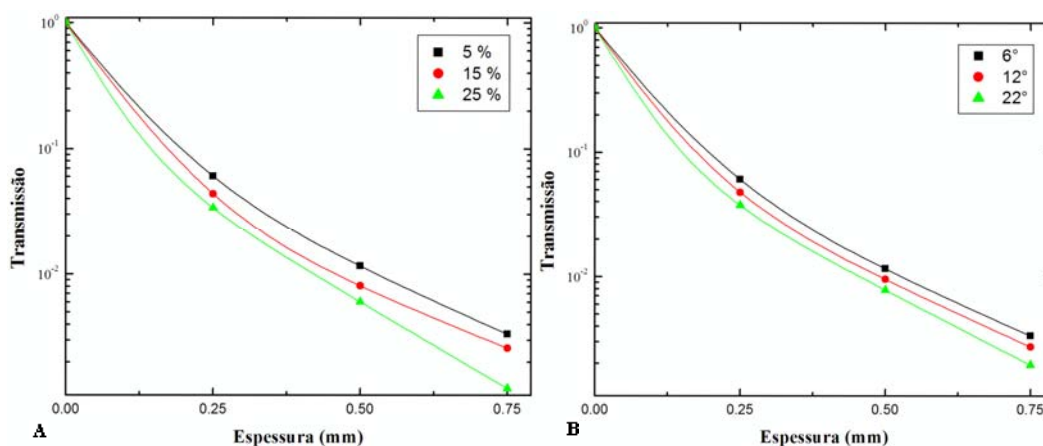 10⁰
10⁻¹
10⁻²
Transmissão
5 %
15 %
25 %
0.00 0.25 0.50 0.75
Espessura (mm)
A
10⁰
10⁻¹
10⁻²
Transmissão
6°
12°
22°
0.00 0.25 0.50 0.75
Espessura (mm)
B